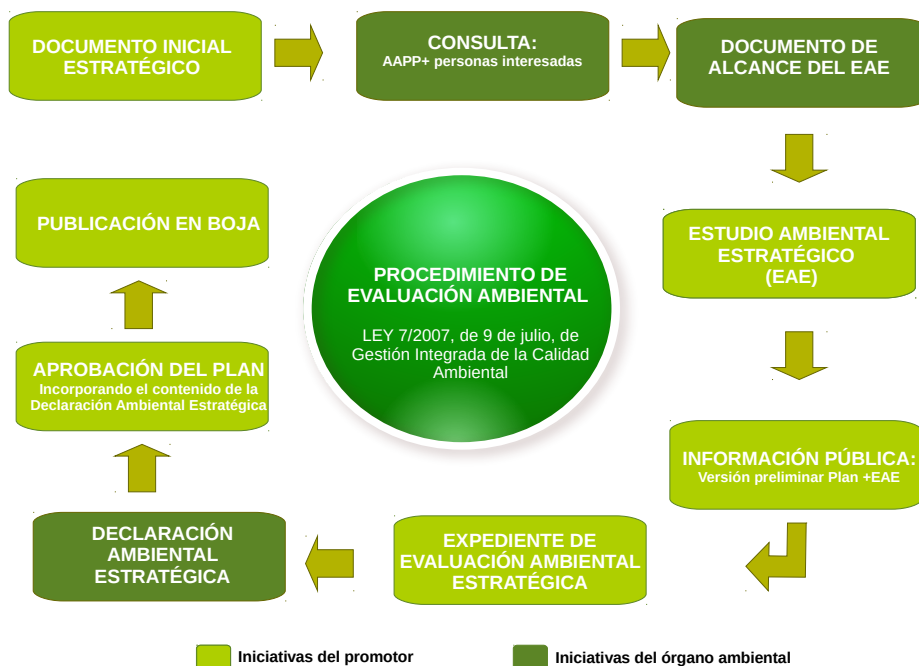 DOCUMENTO INICIAL
ESTRATÉGICO
CONSULTA:
AAPP+ personas interesadas
DOCUMENTO DE
ALCANCE DEL EAE
ESTUDIO AMBIENTAL
ESTRATÉGICO
(EAE)
INFORMACIÓN PÚBLICA:
Versión preliminar Plan +EAE
EXPEDIENTE DE
EVALUACIÓN AMBIENTAL
ESTRATÉGICA
DECLARACIÓN
AMBIENTAL
ESTRATÉGICA
APROBACIÓN DEL PLAN
Incorporando el contenido de la
Declaración Ambiental Estratégica
PUBLICACIÓN EN BOJA
PROCEDIMIENTO DE
EVALUACIÓN AMBIENTAL
LEY 7/2007, de 9 de julio, de
Gestión Integrada de la Calidad
Ambiental
Iniciativas del promotor
Iniciativas del órgano ambiental